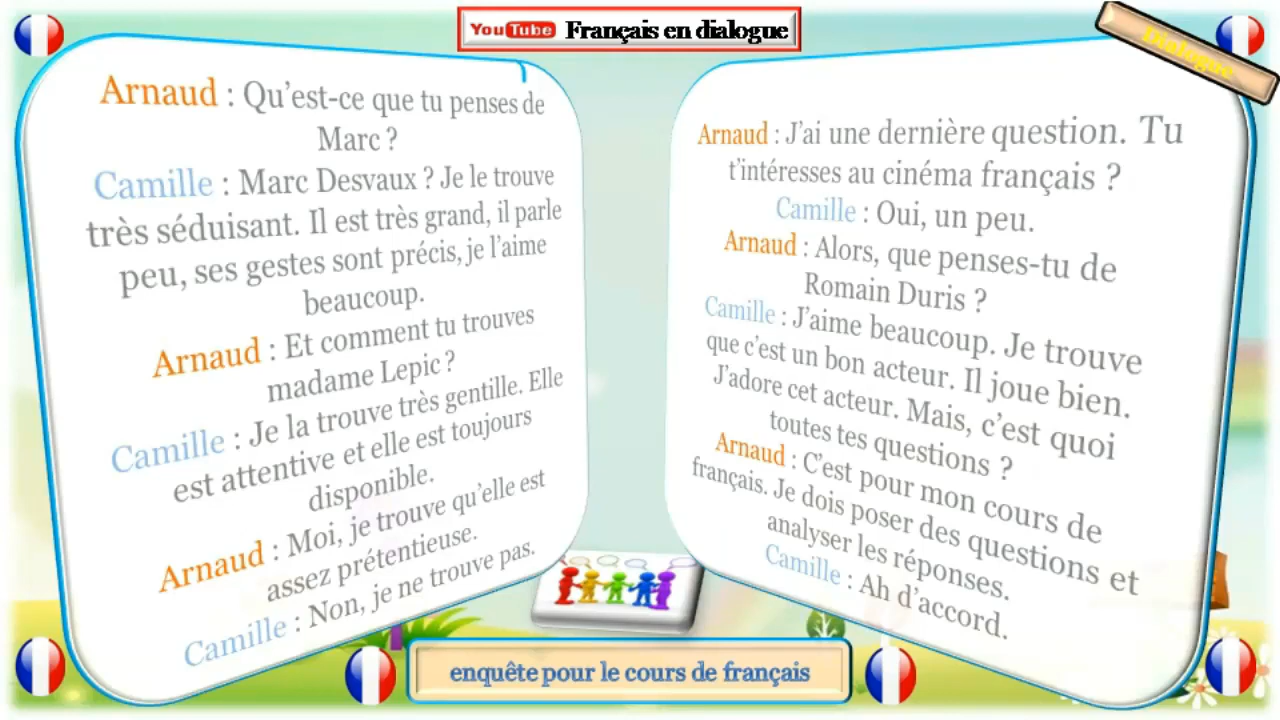 YouTube Français en dialogue
Dialogue
Arnaud : Qu'est-ce que tu penses de
Marc ?
Camille : Marc Desvaux ? Je le trouve
très séduisant. Il est très grand, il parle
peu, ses gestes sont précis, je l'aime
beaucoup.
Arnaud : Et comment tu trouves
madame Lepic ?
Camille : Je la trouve très gentille. Elle
est attentive et elle est toujours
disponible.
Arnaud : Moi, je trouve qu'elle est
assez prétentieuse.
Camille : Non, je ne trouve pas.
Arnaud : J'ai une dernière question. Tu
t'intéresses au cinéma français ?
Camille : Oui, un peu.
Arnaud : Alors, que penses-tu de
Romain Duris ?
Camille : J'aime beaucoup. Je trouve
que c'est un bon acteur. Il joue bien.
J'adore cet acteur. Mais, c'est quoi
toutes tes questions ?
Arnaud : C'est pour mon cours de
français. Je dois poser des questions et
analyser les réponses.
Camille : Ah d'accord.
enquête pour le cours de français